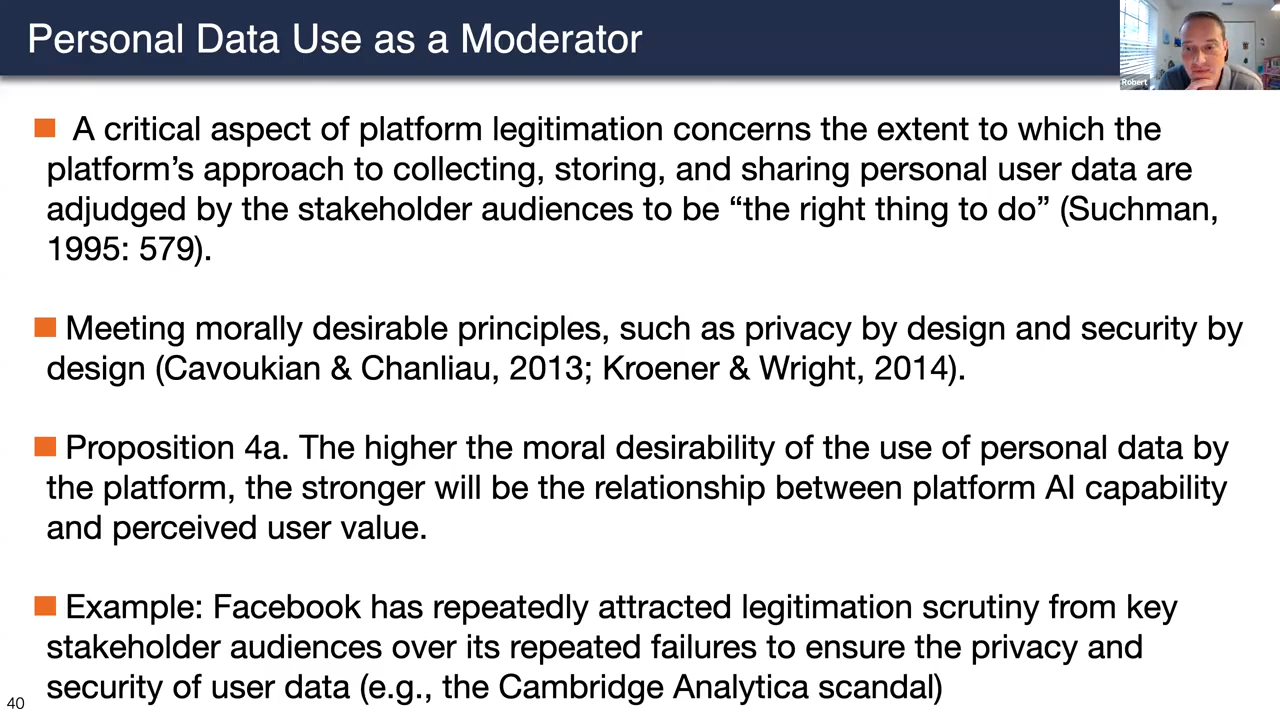 Personal Data Use as a Moderator
Robert
A critical aspect of platform legitimation concerns the extent to which the
platform’s approach to collecting, storing, and sharing personal user data are
adjudged by the stakeholder audiences to be “the right thing to do” (Suchman,
1995: 579).
Meeting morally desirable principles, such as privacy by design and security by
design (Cavoukian & Chanliau, 2013; Kroener & Wright, 2014).
Proposition 4a. The higher the moral desirability of the use of personal data by
the platform, the stronger will be the relationship between platform AI capability
and perceived user value.
Example: Facebook has repeatedly attracted legitimation scrutiny from key
stakeholder audiences over its repeated failures to ensure the privacy and
security of user data (e.g., the Cambridge Analytica scandal)
40